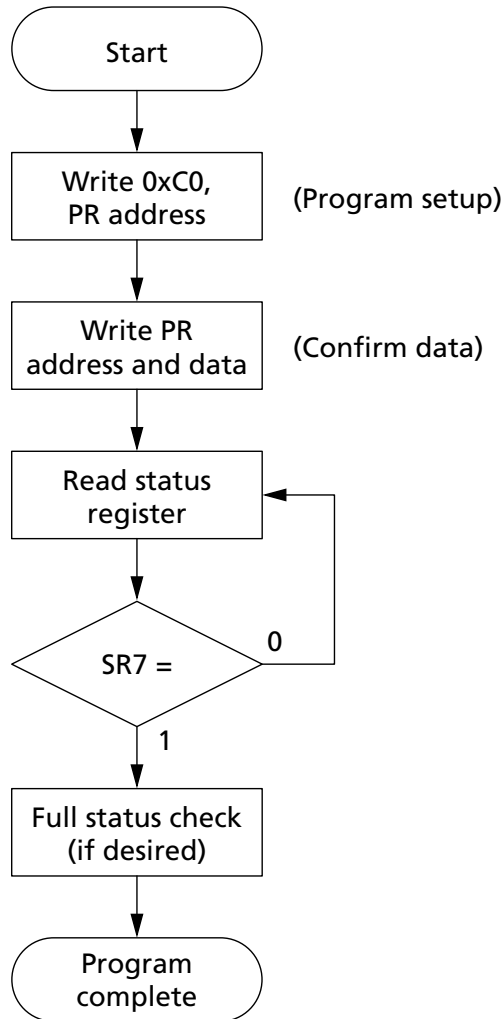 Start
Write 0xC0,
PR address
(Program setup)
Write PR
address and data
(Confirm data)
Read status
register
SR7 =
0
1
Full status check
(if desired)
Program
complete